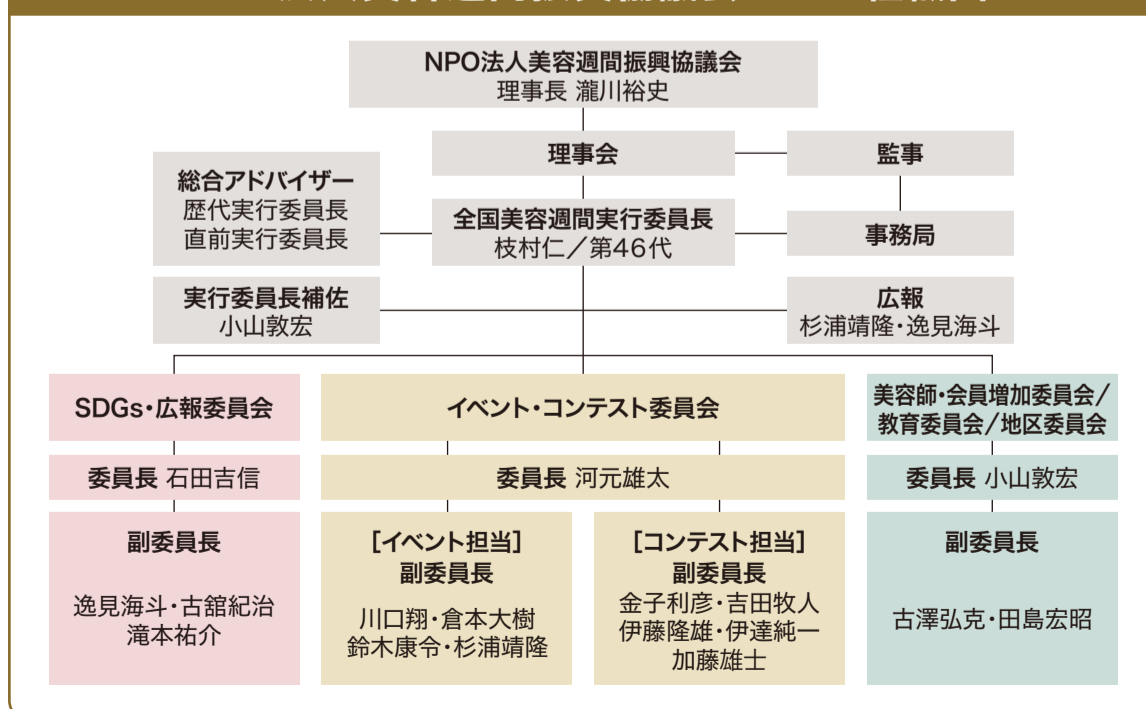 NPO法人美容週間振興協議会
理事長 瀧川裕史
理事会
監事
総合アドバイザー
歴代実行委員長
直前実行委員長
全国美容週間実行委員長
枝村仁／第46代
事務局
実行委員長補佐
小山敦宏
広報
杉浦靖隆・逸見海斗
SDGs・広報委員会
委員長 石田吉信
副委員長
逸見海斗・古舘紀治
滝本祐介
イベント・コンテスト委員会
委員長 河元雄太
［イベント担当］
副委員長
川口翔・倉本大樹
鈴木康令・杉浦靖隆
［コンテスト担当］
副委員長
金子利彦・吉田牧人
伊藤隆雄・伊達純一
加藤雄士
美容師・会員増加委員会/
教育委員会/地区委員会
委員長 小山敦宏
副委員長
古澤弘克・田島宏昭